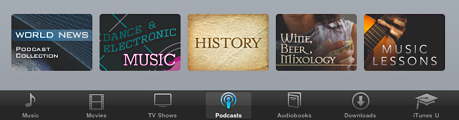 WORLD NEWS
PODCAST
COLLECTION
DANCE &
ELECTRONIC
MUSIC
HISTORY
WINE,
BEER,
MIXOLOGY
MUSIC
LESSONS
Music
Movies
TV Shows
Podcasts
Audiobooks
Downloads
iTunes U